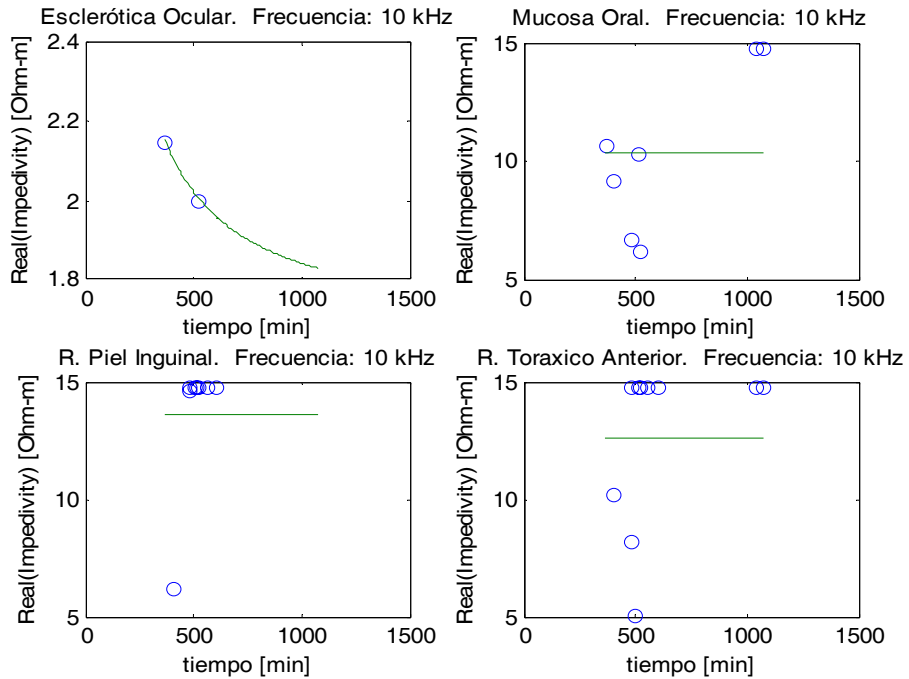 Esclerótica Ocular.  Frecuencia: 10 kHz
Real(Impedivity) [Ohm-m]
2.4
2.2
2
1.8
0
500
1000
1500
tiempo [min]
Mucosa Oral.  Frecuencia: 10 kHz
Real(Impedivity) [Ohm-m]
15
10
5
0
500
1000
1500
tiempo [min]
R. Piel Inguinal.  Frecuencia: 10 kHz
Real(Impedivity) [Ohm-m]
15
10
5
0
500
1000
1500
tiempo [min]
R. Toraxico Anterior.  Frecuencia: 10 kHz
Real(Impedivity) [Ohm-m]
15
10
5
0
500
1000
1500
tiempo [min]